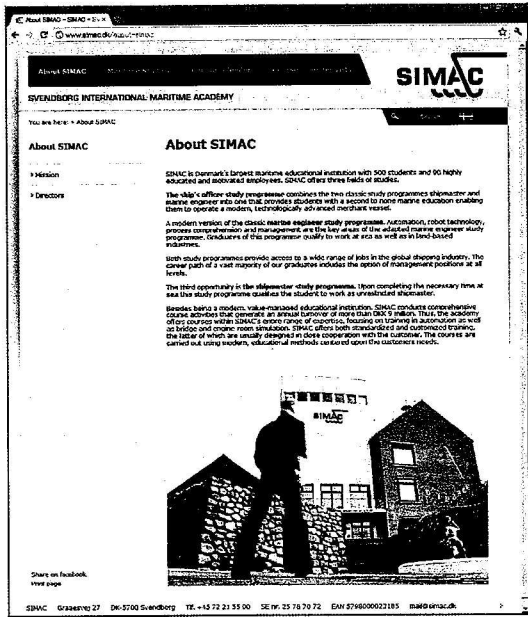 About SIMAC - SIMAC - Sv
www.simac.dk/about-simac
About SIMAC
SIMAC
SVENDBORG INTERNATIONAL MARITIME ACADEMY
You are here: > About SIMAC
About SIMAC
> Mission
> Directors
About SIMAC
SIMAC is Denmark's largest maritime educational institution with 500 students and 90 highly
educated and motivated employees. SIMAC offers three fields of studies.
The ship's officer study programme combines the two classic study programmes shipmaster and
marine engineer into one that provides students with a second to none marine education enabling
them to operate a modern, technologically advanced merchant vessel.
A modern version of the classic marine engineer study programme. Automation, robot technology,
process comprehension and management are the key areas of the adapted marine engineer study
programme. Graduates of this programme qualify to work at sea as well as in land-based
industries.
Both study programmes provide access to a wide range of jobs in the global shipping industry. The
career path of a vast majority of our graduates includes the option of management positions at all
levels.
The third opportunity is the shipmaster study programme. Upon completing the necessary time at
sea this study programme qualifies the student to work as unrestricted shipmaster.
Besides being a modern, value-managed educational institution, SIMAC conducts comprehensive
course activities that generate an annual turnover of more than DKK 9 million. Thus, the academy
offers courses within SIMAC's entire range of expertise, focusing on training in automation as well
as bridge and engine room simulation. SIMAC offers both standardized and customized training,
the latter of which are usually designed in close cooperation with the customer. The courses are
carried out using modern, educational methods centered upon the customers needs.
SIMAC
Share on facebook
Print page
SIMAC Graaesvej 27 DK-5700 Svendborg Tlf. +45 72 21 55 00 SE nr. 25 78 70 72 EAN 5798000022185 mail@simac.dk